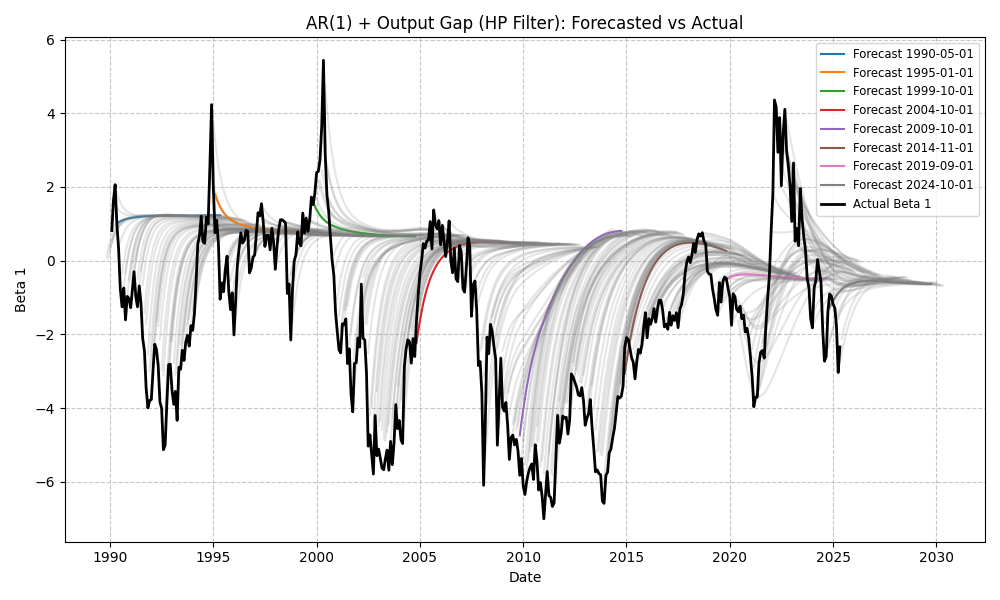 AR(1) + Output Gap (HP Filter): Forecasted vs Actual
Beta 1
6
4
2
0
−2
−4
−6
Forecast 1990-05-01
Forecast 1995-01-01
Forecast 1999-10-01
Forecast 2004-10-01
Forecast 2009-10-01
Forecast 2014-11-01
Forecast 2019-09-01
Forecast 2024-10-01
Actual Beta 1
1990 1995 2000 2005 2010 2015 2020 2025 2030
Date